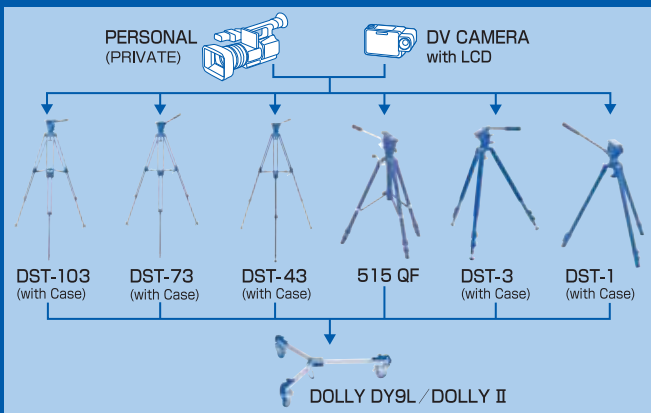 PERSONAL
(PRIVATE)
DV CAMERA
with LCD
DST-103
(with Case)
DST-73
(with Case)
DST-43
(with Case)
515 QF
DST-3
(with Case)
DST-1
(with Case)
DOLLY DY9L／DOLLY Ⅱ